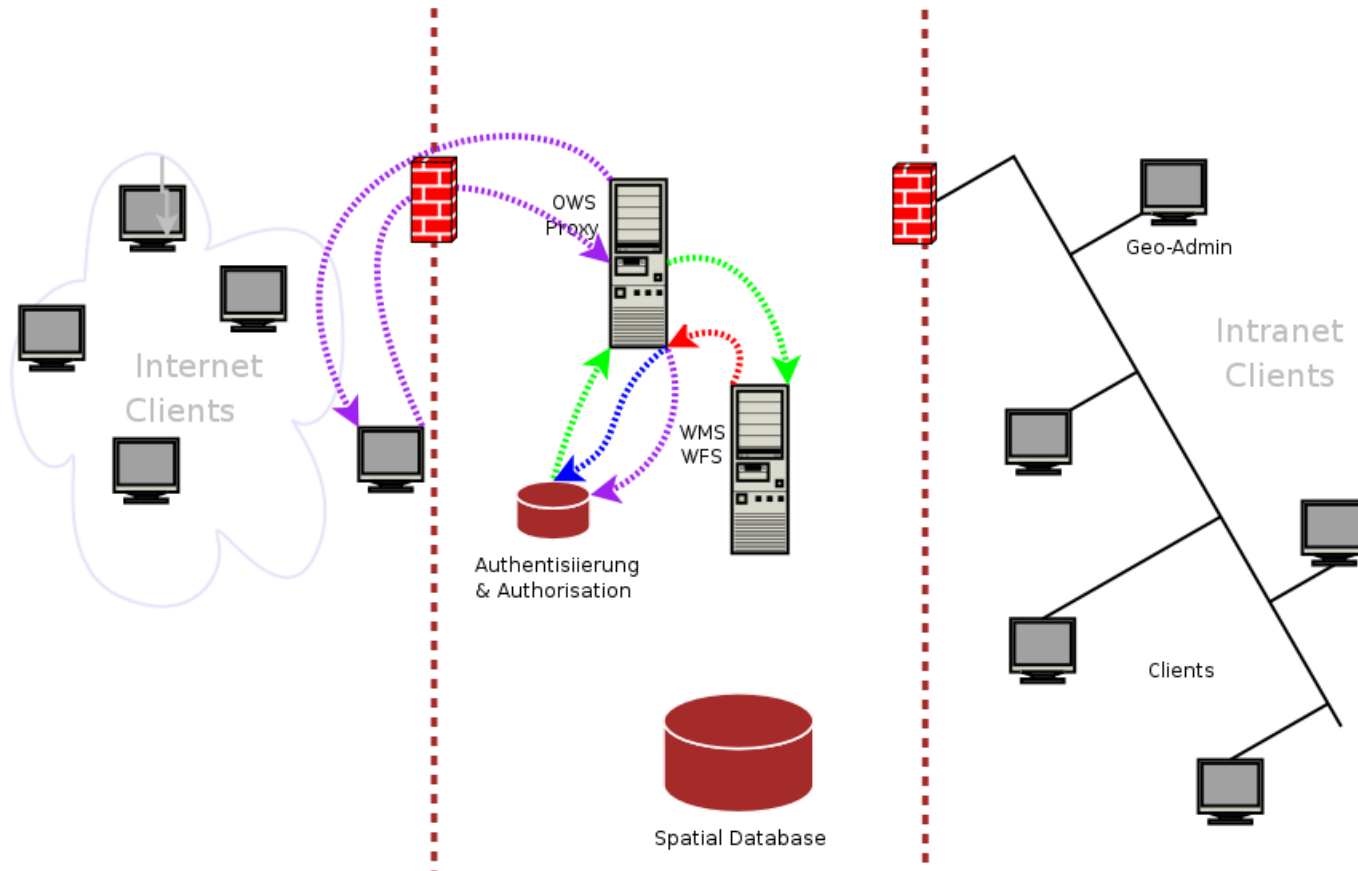 OWS
Proxy
Geo-Admin
Internet
Clients
Intranet
Clients
WMS
WFS
Authentisiierung
& Authorisation
Clients
Spatial Database